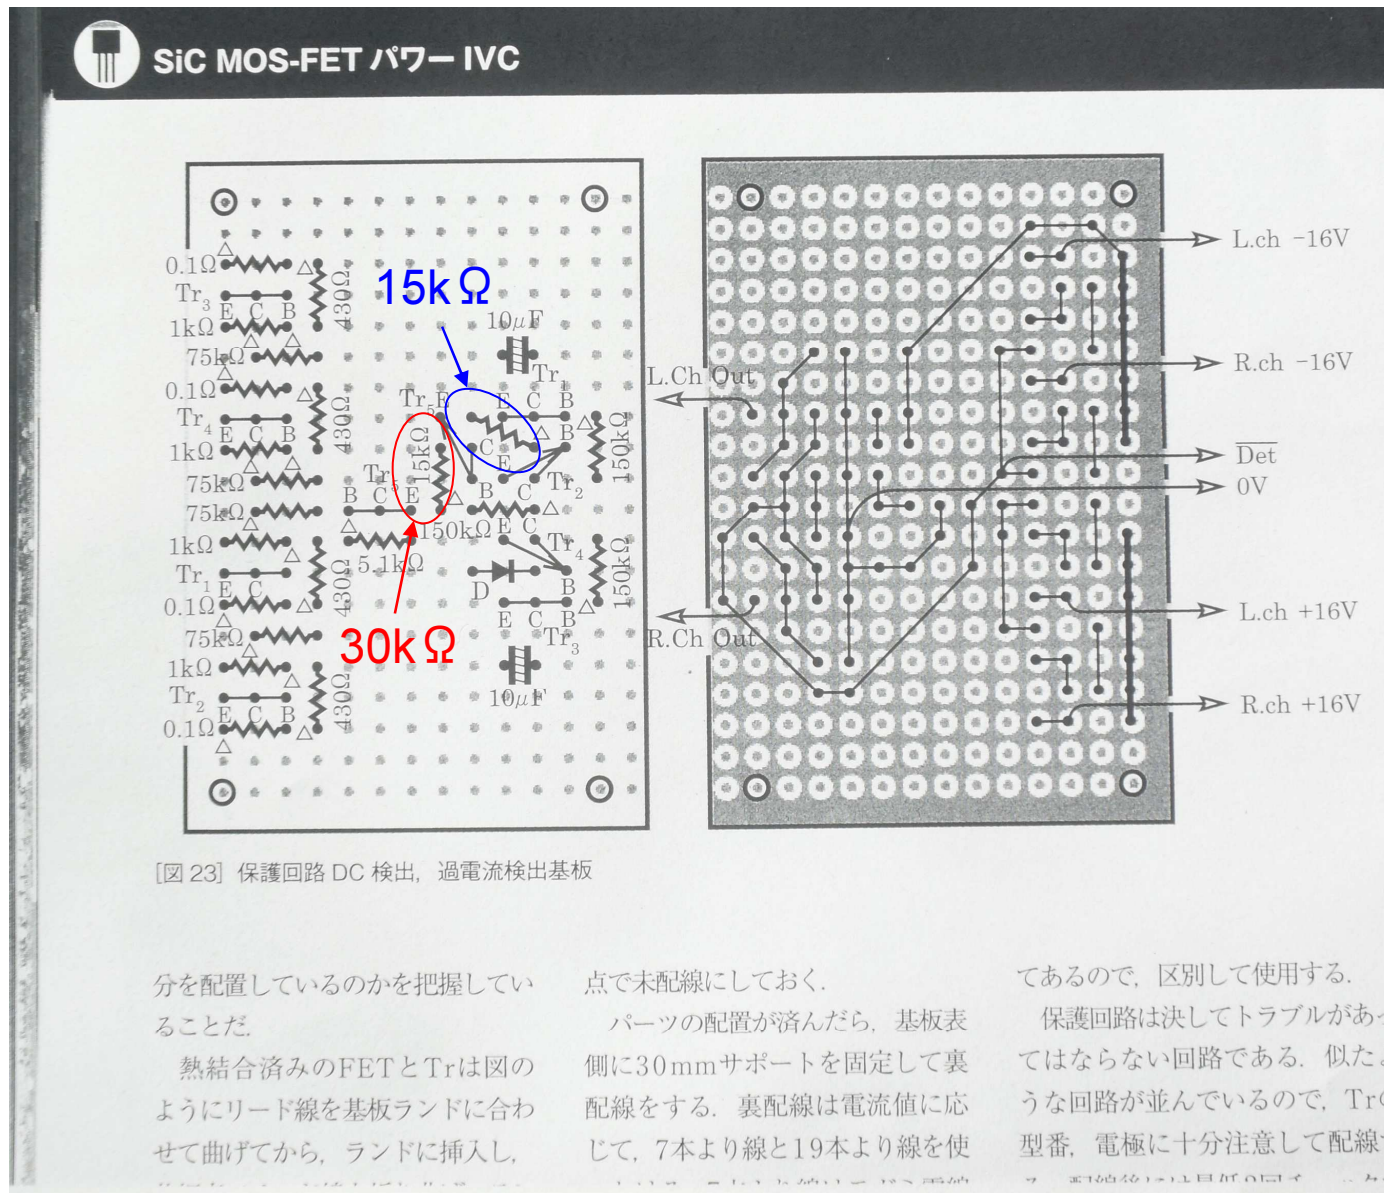 SiC MOS-FET パワー IVC
0.1Ω
Tr3
E C B
1kΩ
75kΩ
430Ω
0.1Ω
Tr4
E C B
1kΩ
75kΩ
430Ω
75kΩ
1kΩ
Tr1
E C
0.1Ω
430Ω
75kΩ
1kΩ
Tr2
E C B
0.1Ω
430Ω
15kΩ
10μF
Tr1
E C B
Tr5 E
15kΩ
C
B
B
E
C
Tr2
150kΩ
Tr5
B C E
150kΩ
5.1kΩ
E C
Tr4
B
D
E C B
Tr3
150kΩ
30kΩ
10μF
L.Ch Out
R.Ch Out
L.ch −16V
R.ch −16V
Det
0V
L.ch +16V
R.ch +16V
[図 23] 保護回路 DC 検出，過電流検出基板
分を配置しているのかを把握してい
ることだ．
熱結合済みのFETとTrは図の
ようにリード線を基板ランドに合わ
せて曲げてから，ランドに挿入し，
点で未配線にしておく．
パーツの配置が済んだら，基板表
側に30mmサポートを固定して裏
配線をする．裏配線は電流値に応
じて，7本より線と19本より線を使
てあるので，区別して使用する．
保護回路は決してトラブルがあっ
てはならない回路である．似たよ
うな回路が並んでいるので，Trの
型番，電極に十分注意して配線す